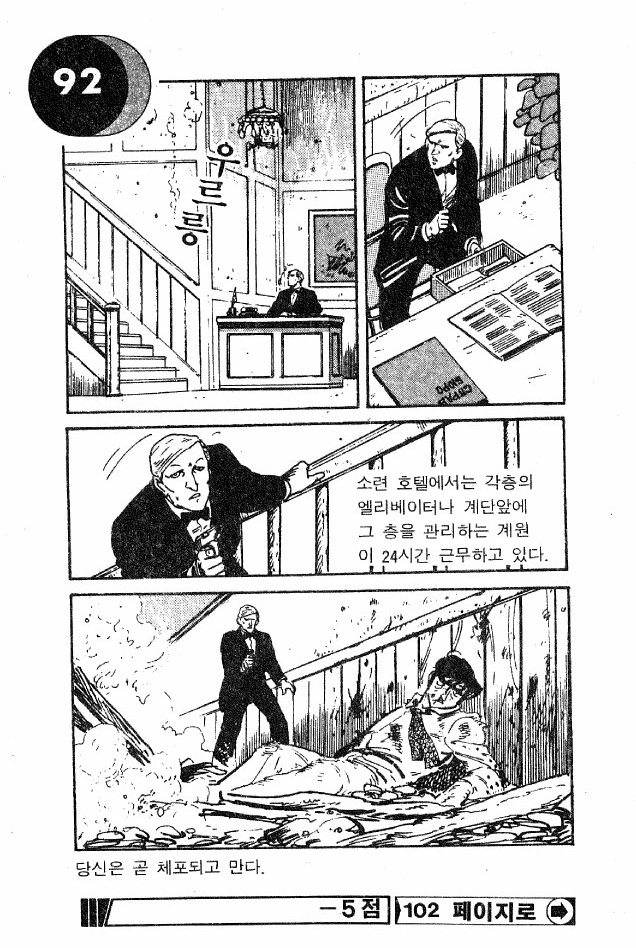 92
우르릉
소련 호텔에서는 각층의
엘리베이터나 계단앞에
그 층을 관리하는 계원
이 24시간 근무하고 있다.
당신은 곧 체포되고 만다.
－5점
102 페이지로